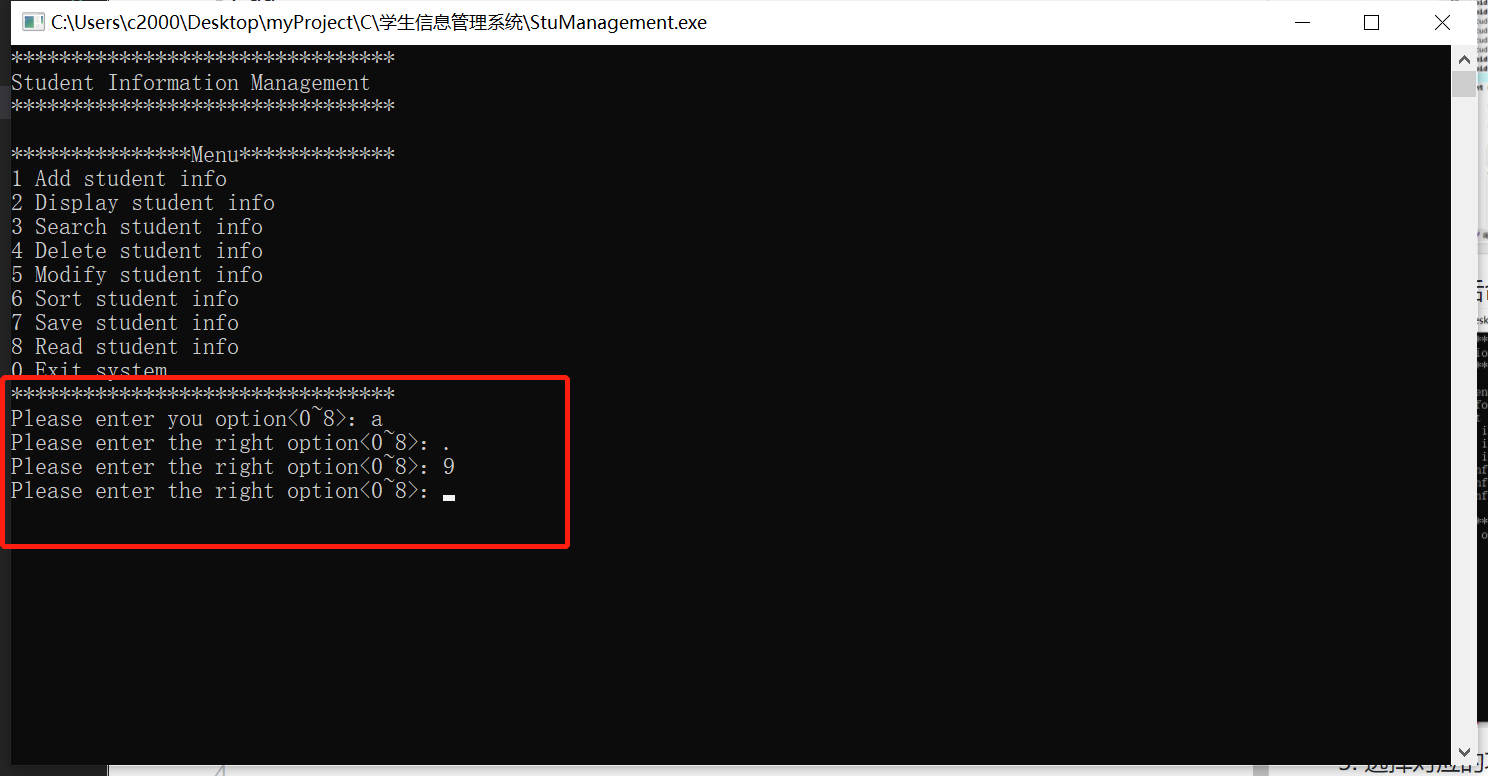 C:\Users\c2000\Desktop\myProject\C\学生信息管理系统\StuManagement.exe
********************************
Student Information Management
********************************
***************Menu*************
1 Add student info
2 Display student info
3 Search student info
4 Delete student info
5 Modify student info
6 Sort student info
7 Save student info
8 Read student info
0 Exit system
********************************
Please enter you option<0~8>: a
Please enter the right option<0~8>: .
Please enter the right option<0~8>: 9
Please enter the right option<0~8>: